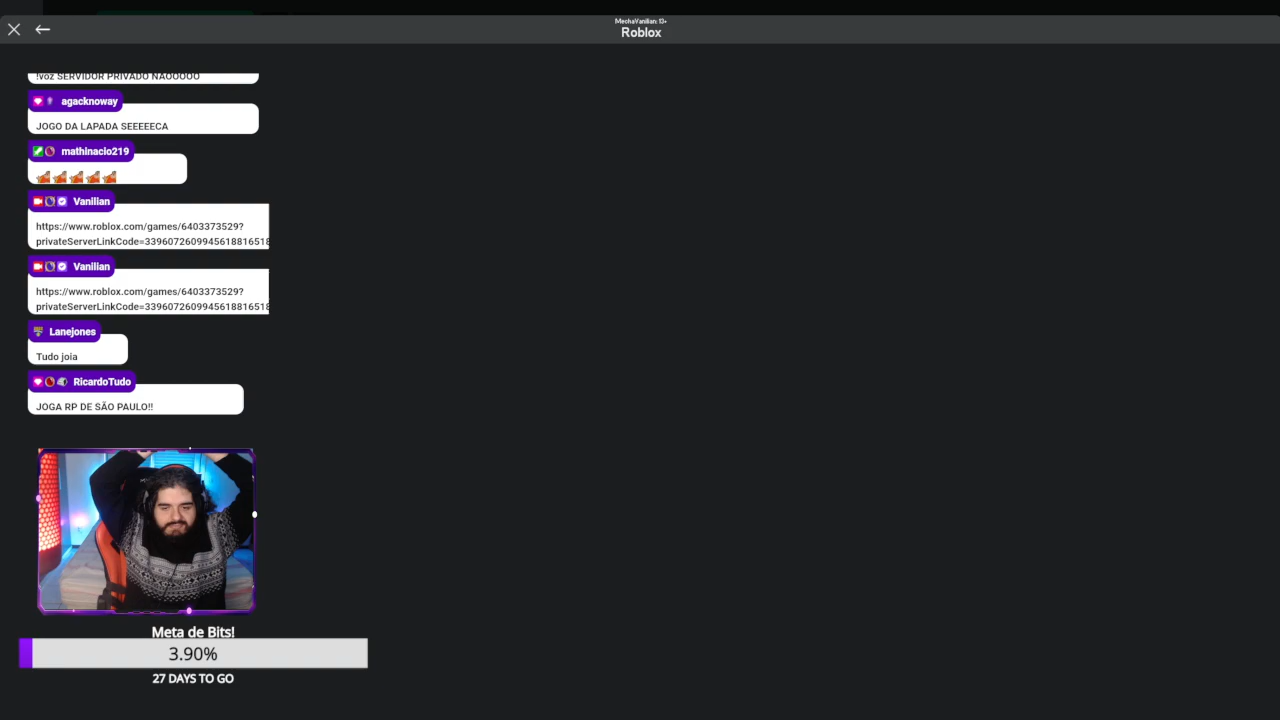 MechaVanilian: 13+
Roblox
!voz SERVIDOR PRIVADO NAOOOOO
agacknoway
JOGO DA LAPADA SEEEEECA
mathinacio219
Vanilian
https://www.roblox.com/games/6403373529?
privateServerLinkCode=3396072609945618816518
Vanilian
https://www.roblox.com/games/6403373529?
privateServerLinkCode=3396072609945618816518
Lanejones
Tudo joia
RicardoTudo
JOGA RP DE SÃO PAULO!!
Meta de Bits!
3.90%
27 DAYS TO GO